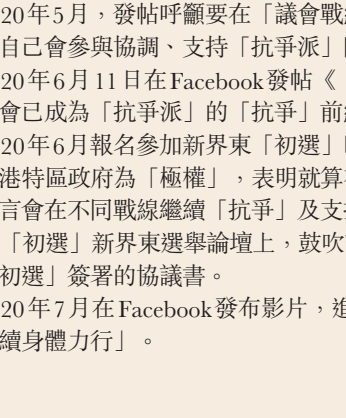 20年5月，發帖呼籲要在「議會戰
自己會參與協調、支持「抗爭派」
20年6月11日在Facebook發帖《
會已成為「抗爭派」的「抗爭」前
20年6月報名參加新界東「初選」
港特區政府為「極權」，表明就算
言會在不同戰線繼續「抗爭」及支
「初選」新界東選舉論壇上，鼓吹
初選」簽署的協議書。
20年7月在Facebook發布影片，進
續身體力行」。